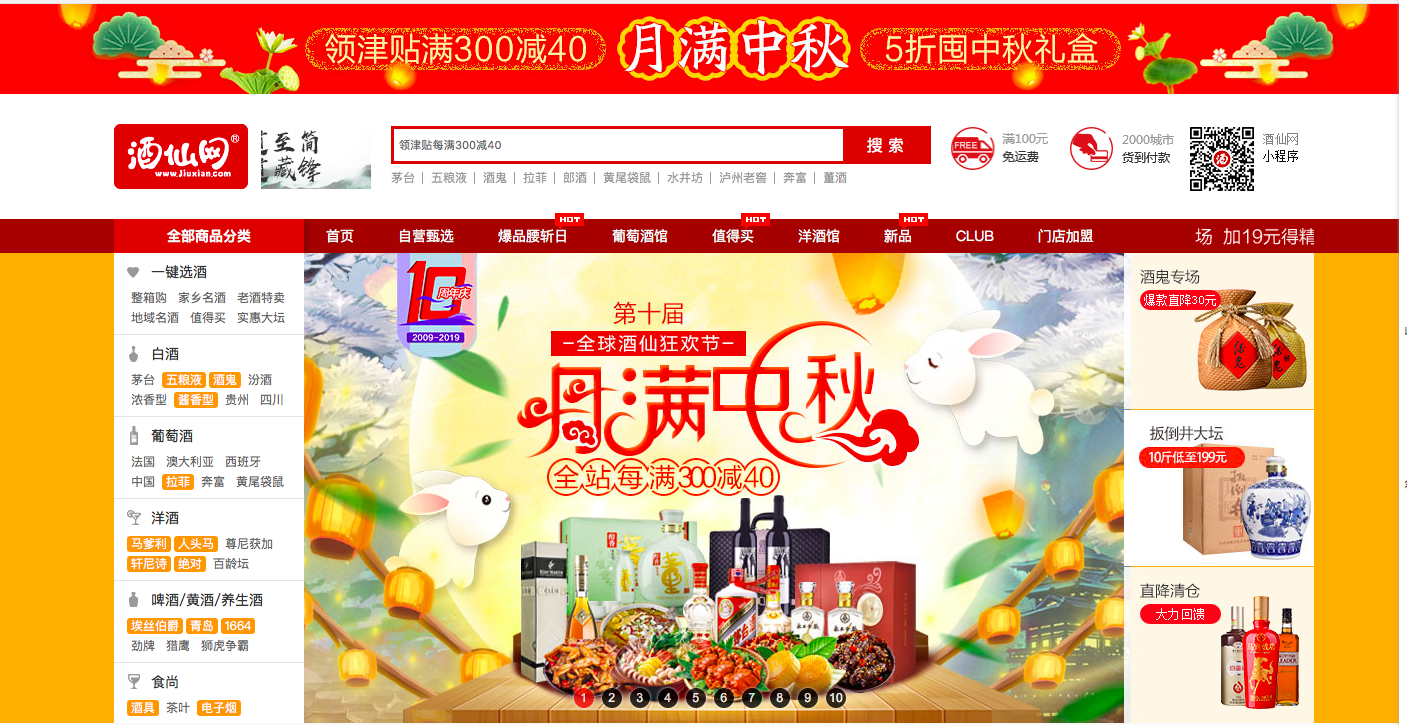 领津贴满300减40
月满中秋
5折囤中秋礼盒
酒仙网®
www.Jiuxian.com
至简
藏锋
领津贴每满300减40
搜索
茅台 | 五粮液 | 酒鬼 | 拉菲 | 郎酒 | 黄尾袋鼠 | 水井坊 | 泸州老窖 | 奔富 | 董酒
FREE
满100元
免运费
2000城市
货到付款
酒
酒仙网
小程序
全部商品分类
首页
自营甄选
爆品腰斩日
HOT
葡萄酒馆
值得买
HOT
洋酒馆
新品
HOT
CLUB
门店加盟
场 加19元得精
一键选酒
整箱购 家乡名酒 老酒特卖
地域名酒 值得买 实惠大坛
白酒
茅台 五粮液 酒鬼 汾酒
浓香型 酱香型 贵州 四川
葡萄酒
法国 澳大利亚 西班牙
中国 拉菲 奔富 黄尾袋鼠
洋酒
马爹利 人头马 尊尼获加
轩尼诗 绝对 百龄坛
啤酒/黄酒/养生酒
埃丝伯爵 青岛 1664
劲牌 猎鹰 狮虎争霸
食尚
酒具 茶叶 电子烟
10
周年庆
2009-2019
第十届
-全球酒仙狂欢节-
月满中秋
全站每满300减40
董
1 2 3 4 5 6 7 8 9 10
酒鬼专场
爆款直降30元
酒鬼
扳倒井大坛
10斤低至199元
直降清仓
大力回馈